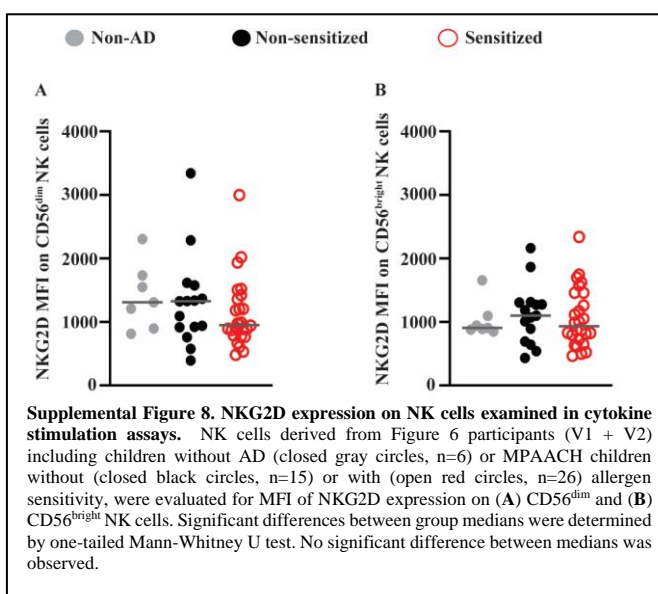 Non-AD Non-sensitized Sensitized
A
NKG2D MFI on CD56dim NK cells
4000
3000
2000
1000
0
B
NKG2D MFI on CD56bright NK cells
4000
3000
2000
1000
0
Supplemental Figure 8. NKG2D expression on NK cells examined in cytokine
stimulation assays. NK cells derived from Figure 6 participants (V1 + V2)
including children without AD (closed gray circles, n=6) or MPAACH children
without (closed black circles, n=15) or with (open red circles, n=26) allergen
sensitivity, were evaluated for MFI of NKG2D expression on (A) CD56dim and (B)
CD56bright NK cells. Significant differences between group medians were determined
by one-tailed Mann-Whitney U test. No significant difference between medians was
observed.